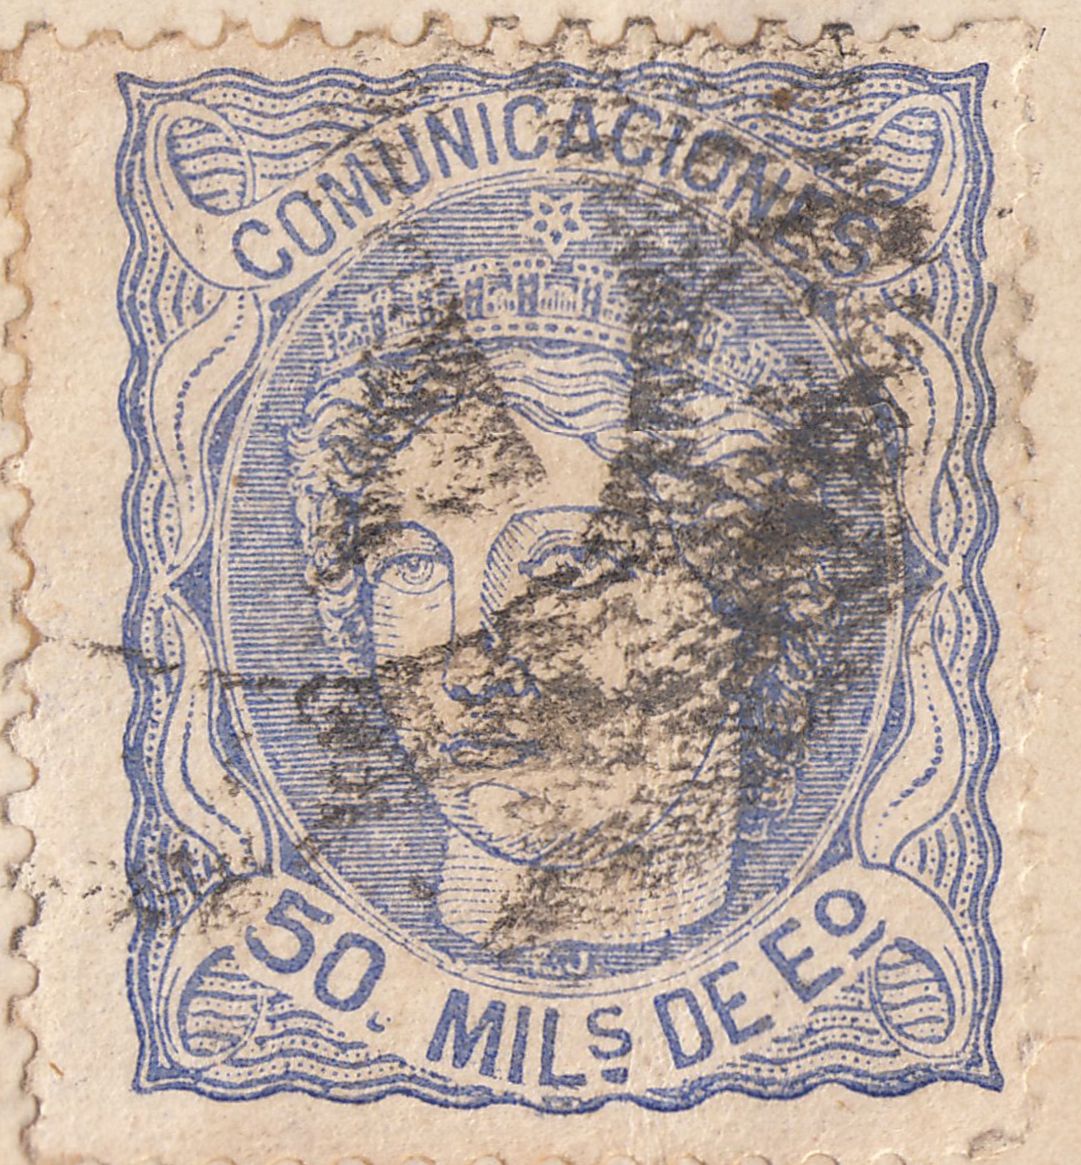 COMUNICACIONES
50. MILS DE Eº